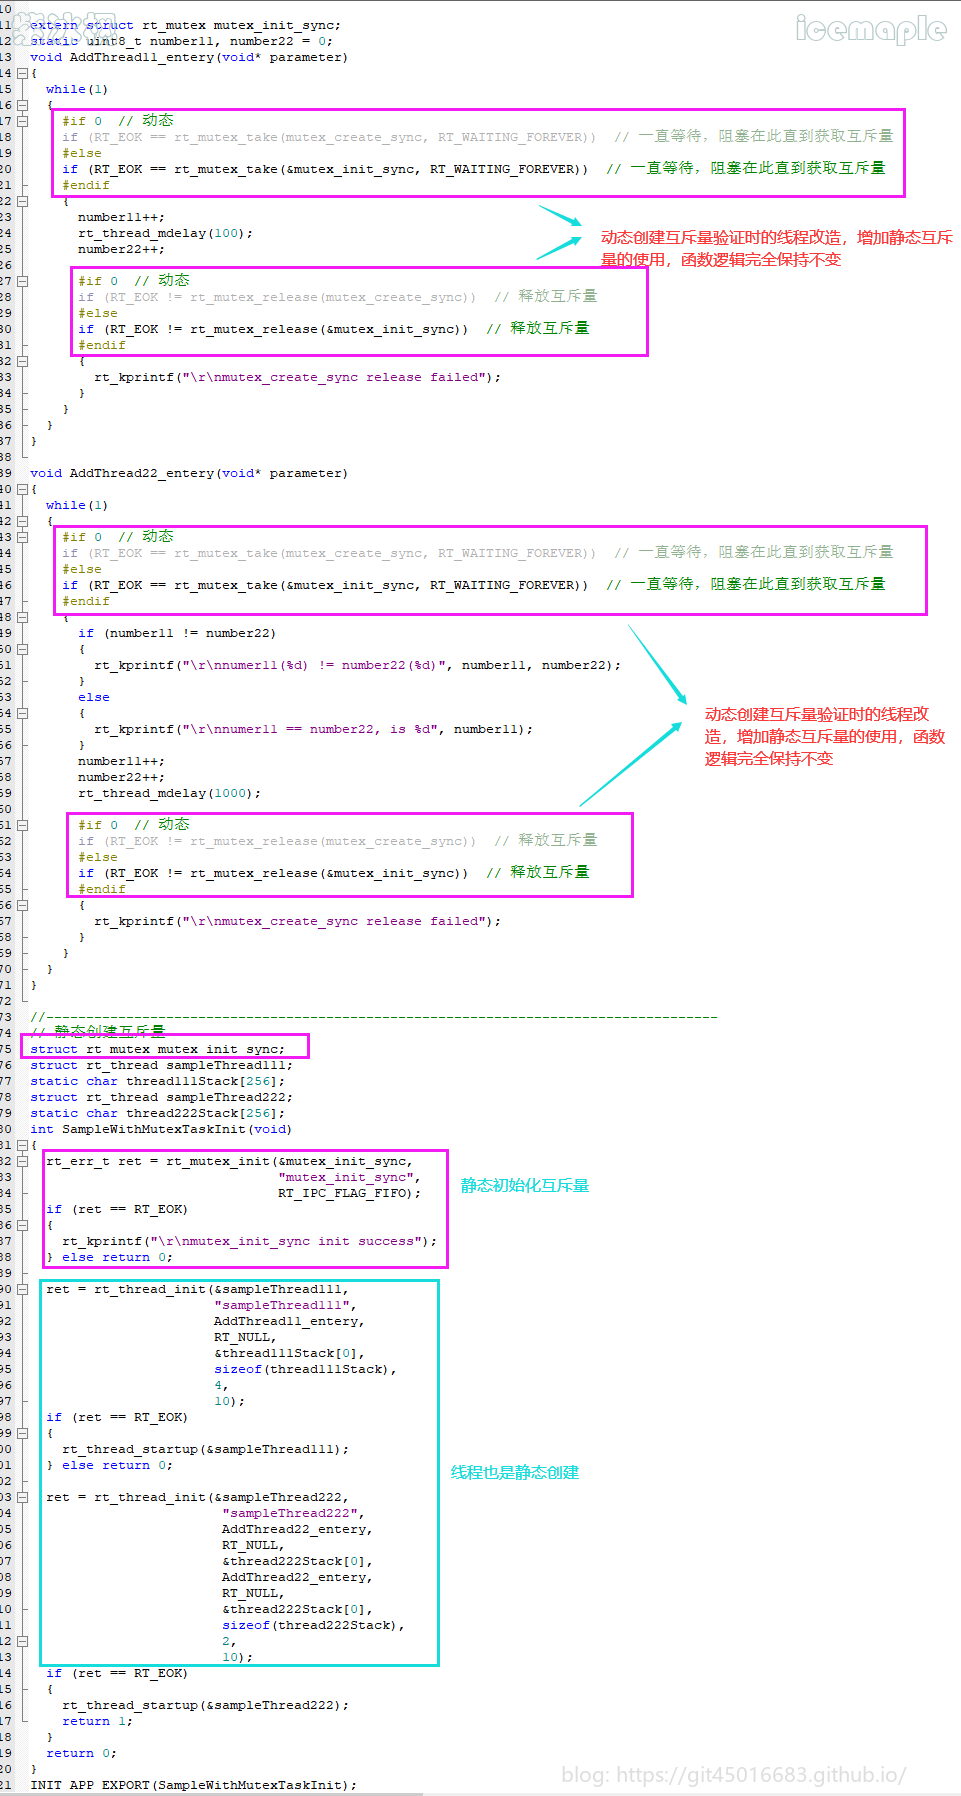 10
11 extern struct rt_mutex mutex_init_sync;
icemaple
12 static uint8_t number11, number22 = 0;
13 void AddThread11_entery(void* parameter)
14 {
15 while(1)
16 {
17 #if 0 // 动态
18 if (RT_EOK == rt_mutex_take(mutex_create_sync, RT_WAITING_FOREVER)) // 一直等待，阻塞在此直到获取互斥量
19 #else
20 if (RT_EOK == rt_mutex_take(&mutex_init_sync, RT_WAITING_FOREVER)) // 一直等待，阻塞在此直到获取互斥量
21 #endif
22 {
23 number11++;
24 rt_thread_mdelay(100);
25 number22++;
动态创建互斥量验证时的线程改造，增加静态互斥
量的使用，函数逻辑完全保持不变
26
27 #if 0 // 动态
28 if (RT_EOK != rt_mutex_release(mutex_create_sync)) // 释放互斥量
29 #else
30 if (RT_EOK != rt_mutex_release(&mutex_init_sync)) // 释放互斥量
31 #endif
32 {
33 rt_kprintf("\r\nmutex_create_sync release failed");
34 }
35 }
36 }
37 }
38
39 void AddThread22_entery(void* parameter)
40 {
41 while(1)
42 {
43 #if 0 // 动态
44 if (RT_EOK == rt_mutex_take(mutex_create_sync, RT_WAITING_FOREVER)) // 一直等待，阻塞在此直到获取互斥量
45 #else
46 if (RT_EOK == rt_mutex_take(&mutex_init_sync, RT_WAITING_FOREVER)) // 一直等待，阻塞在此直到获取互斥量
47 #endif
48 {
49 if (number11 != number22)
50 {
51 rt_kprintf("\r\nnumer11(%d) != number22(%d)", number11, number22);
52 }
53 else
54 {
55 rt_kprintf("\r\nnumer11 == number22, is %d", number11);
56 }
动态创建互斥量验证时的线程改
造，增加静态互斥量的使用，函数
逻辑完全保持不变
57 number11++;
58 number22++;
59 rt_thread_mdelay(1000);
60
61 #if 0 // 动态
62 if (RT_EOK != rt_mutex_release(mutex_create_sync)) // 释放互斥量
63 #else
64 if (RT_EOK != rt_mutex_release(&mutex_init_sync)) // 释放互斥量
65 #endif
66 {
67 rt_kprintf("\r\nmutex_create_sync release failed");
68 }
69 }
70 }
71 }
72
73 //------------------------------------------------------------------------------------
74 // 静态创建互斥量
75 struct rt_mutex mutex_init_sync;
76 struct rt_thread sampleThread111;
77 static char thread111Stack[256];
78 struct rt_thread sampleThread222;
79 static char thread222Stack[256];
80 int SampleWithMutexTaskInit(void)
81 {
82 rt_err_t ret = rt_mutex_init(&mutex_init_sync,
83 "mutex_init_sync",
84 RT_IPC_FLAG_FIFO);
静态初始化互斥量
85 if (ret == RT_EOK)
86 {
87 rt_kprintf("\r\nmutex_init_sync init success");
88 } else return 0;
89
90 ret = rt_thread_init(&sampleThread111,
91 "sampleThread111",
92 AddThread11_entery,
93 RT_NULL,
94 &thread111Stack[0],
95 sizeof(thread111Stack),
96 4,
97 10);
98 if (ret == RT_EOK)
99 {
00 rt_thread_startup(&sampleThread111);
01 } else return 0;
线程也是静态创建
02
03 ret = rt_thread_init(&sampleThread222,
04 "sampleThread222",
05 AddThread22_entery,
06 RT_NULL,
07 &thread222Stack[0],
08 AddThread22_entery,
09 RT_NULL,
10 &thread222Stack[0],
11 sizeof(thread222Stack),
12 2,
13 10);
14 if (ret == RT_EOK)
15 {
16 rt_thread_startup(&sampleThread222);
17 return 1;
18 }
19 return 0;
20 }
21 INIT_APP_EXPORT(SampleWithMutexTaskInit);
blog: https://git45016683.github.io/